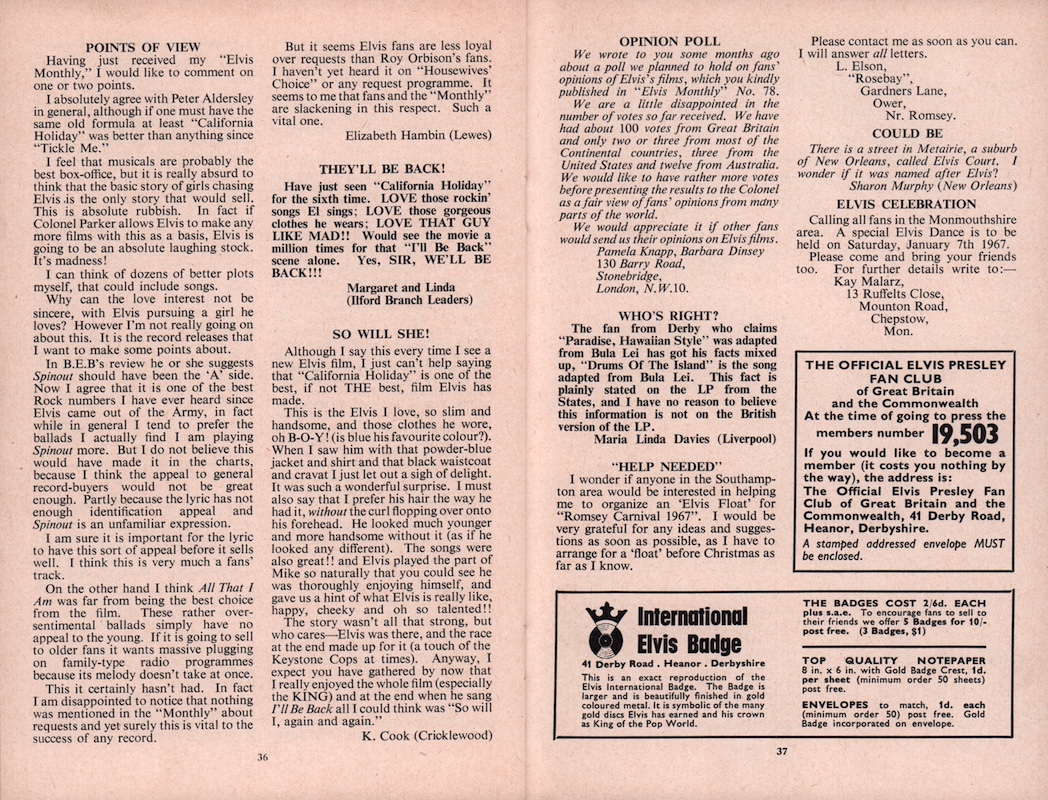 POINTS OF VIEW
Having just received my "Elvis
Monthly," I would like to comment on
one or two points.
I absolutely agree with Peter Aldersley
in general, although if one must have the
same old formula at least "California
Holiday" was better than anything since
"Tickle Me."
I feel that musicals are probably the
best box-office, but it is really absurd to
think that the basic story of girls chasing
Elvis is the only story that would sell.
This is absolute rubbish. In fact if
Colonel Parker allows Elvis to make any
more films with this as a basis, Elvis is
going to be an absolute laughing stock.
It's madness!
I can think of dozens of better plots
myself, that could include songs.
Why can the love interest not be
sincere, with Elvis pursuing a girl he
loves? However I'm not really going on
about this. It is the record releases that
I want to make some points about.
In B.E.B's review he or she suggests
Spinout should have been the 'A' side.
Now I agree that it is one of the best
Rock numbers I have ever heard since
Elvis came out of the Army, in fact
while in general I tend to prefer the
ballads I actually find I am playing
Spinout more. But I do not believe this
would have made it in the charts,
because I think the appeal to general
record-buyers would not be great
enough. Partly because the lyric has not
enough identification appeal and
Spinout is an unfamiliar expression.
I am sure it is important for the lyric
to have this sort of appeal before it sells
well. I think this is very much a fans'
track.
On the other hand I think All That I
Am was far from being the best choice
from the film. These rather over-
sentimental ballads simply have no
appeal to the young. If it is going to sell
to older fans it wants massive plugging
on family-type radio programmes
because its melody doesn't take at once.
This it certainly hasn't had. In fact
I am disappointed to notice that nothing
was mentioned in the "Monthly" about
requests and yet surely this is vital to the
success of any record.
36
But it seems Elvis fans are less loyal
over requests than Roy Orbison's fans.
I haven't yet heard it on "Housewives'
Choice" or any request programme. It
seems to me that fans and the "Monthly"
are slackening in this respect. Such a
vital one.
Elizabeth Hambin (Lewes)
THEY'LL BE BACK!
Have just seen "California Holiday"
for the sixth time. LOVE those rockin'
songs El sings; LOVE those gorgeous
clothes he wears; LOVE THAT GUY
LIKE MAD!! Would see the movie a
million times for that "I'll Be Back"
scene alone. Yes, SIR, WE'LL BE
BACK!!!
Margaret and Linda
(Ilford Branch Leaders)
SO WILL SHE!
Although I say this every time I see a
new Elvis film, I just can't help saying
that "California Holiday" is one of the
best, if not THE best, film Elvis has
made.
This is the Elvis I love, so slim and
handsome, and those clothes he wore,
oh B-O-Y! (is blue his favourite colour?).
When I saw him with that powder-blue
jacket and shirt and that black waistcoat
and cravat I just let out a sigh of delight.
It was such a wonderful surprise. I must
also say that I prefer his hair the way he
had it, without the curl flopping over onto
his forehead. He looked much younger
and more handsome without it (as if he
looked any different). The songs were
also great!! and Elvis played the part of
Mike so naturally that you could see he
was thoroughly enjoying himself, and
gave us a hint of what Elvis is really like,
happy, cheeky and oh so talented!!
The story wasn't all that strong, but
who cares—Elvis was there, and the race
at the end made up for it (a touch of the
Keystone Cops at times). Anyway, I
expect you have gathered by now that
I really enjoyed the whole film (especially
the KING) and at the end when he sang
I'll Be Back all I could think was "So will
I, again and again."
K. Cook (Cricklewood)
OPINION POLL
We wrote to you some months ago
about a poll we planned to hold on fans'
opinions of Elvis's films, which you kindly
published in "Elvis Monthly" No. 78.
We are a little disappointed in the
number of votes so far received. We have
had about 100 votes from Great Britain
and only two or three from most of the
Continental countries, three from the
United States and twelve from Australia.
We would like to have rather more votes
before presenting the results to the Colonel
as a fair view of fans' opinions from many
parts of the world.
We would appreciate it if other fans
would send us their opinions on Elvis films.
Pamela Knapp, Barbara Dinsey
130 Barry Road,
Stonebridge,
London, N.W.10.
WHO'S RIGHT?
The fan from Derby who claims
"Paradise, Hawaiian Style" was adapted
from Bula Lei has got his facts mixed
up, "Drums Of The Island" is the song
adapted from Bula Lei. This fact is
plainly stated on the LP from the
States, and I have no reason to believe
this information is not on the British
version of the LP.
Maria Linda Davies (Liverpool)
"HELP NEEDED"
I wonder if anyone in the Southamp-
ton area would be interested in helping
me to organize an 'Elvis Float' for
"Romsey Carnival 1967". I would be
very grateful for any ideas and sugges-
tions as soon as possible, as I have to
arrange for a 'float' before Christmas as
far as I know.
Please contact me as soon as you can.
I will answer all letters.
L. Elson,
"Rosebay",
Gardners Lane,
Ower,
Nr. Romsey.
COULD BE
There is a street in Metairie, a suburb
of New Orleans, called Elvis Court. I
wonder if it was named after Elvis?
Sharon Murphy (New Orleans)
ELVIS CELEBRATION
Calling all fans in the Monmouthshire
area. A special Elvis Dance is to be
held on Saturday, January 7th 1967.
Please come and bring your friends
too. For further details write to:—
Kay Malarz,
13 Ruffelts Close,
Mounton Road,
Chepstow,
Mon.
THE OFFICIAL ELVIS PRESLEY
FAN CLUB
of Great Britain
and the Commonwealth
At the time of going to press the
members number 19,503
If you would like to become a
member (it costs you nothing by
the way), the address is:
The Official Elvis Presley Fan
Club of Great Britain and the
Commonwealth, 41 Derby Road,
Heanor, Derbyshire.
A stamped addressed envelope MUST
be enclosed.
International
Elvis Badge
41 Derby Road . Heanor . Derbyshire
This is an exact reproduction of the
Elvis International Badge. The Badge is
larger and is beautifully finished in gold
coloured metal. It is symbolic of the many
gold discs Elvis has earned and his crown
as King of the Pop World.
THE BADGES COST 2/6d. EACH
plus s.a.e. To encourage fans to sell to
their friends we offer 5 Badges for 10/-
post free. (3 Badges, $1)
TOP QUALITY NOTEPAPER
8 in. x 6 in. with Gold Badge Crest, 1d.
per sheet (minimum order 50 sheets)
post free.
ENVELOPES to match, 1d. each
(minimum order 50) post free. Gold
Badge incorporated on envelope.
37